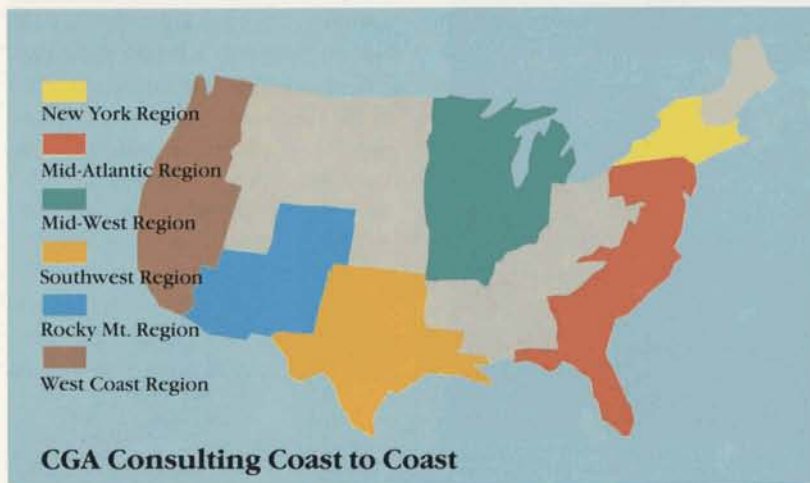 New York Region
Mid-Atlantic Region
Mid-West Region
Southwest Region
Rocky Mt. Region
West Coast Region
CGA Consulting Coast to Coast